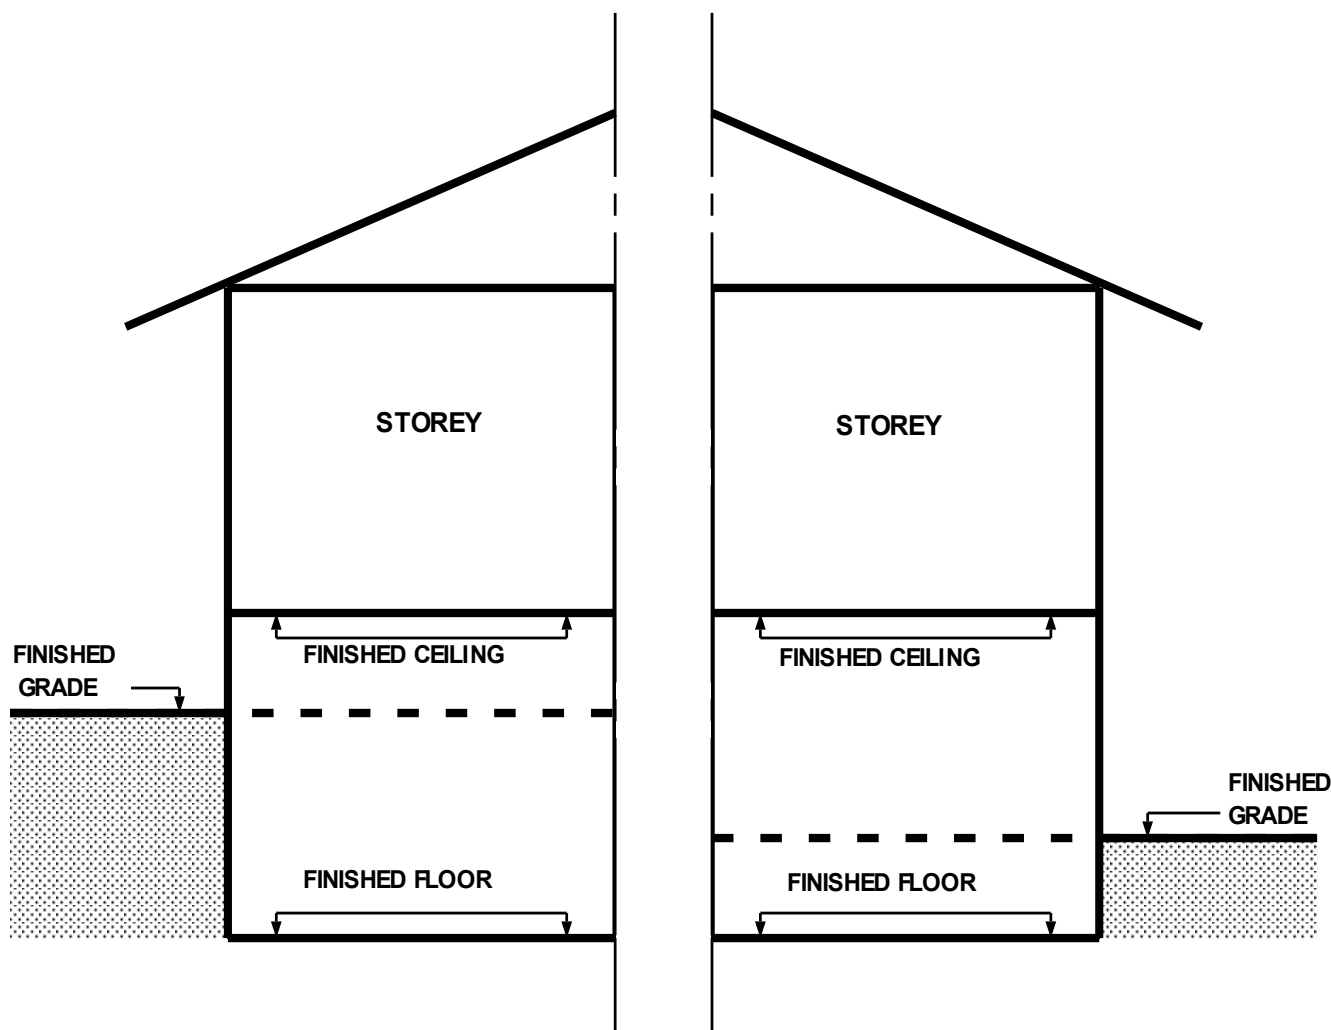 STOREY
STOREY
FINISHED
GRADE
FINISHED CEILING
FINISHED CEILING
FINISHED
GRADE
FINISHED FLOOR
FINISHED FLOOR